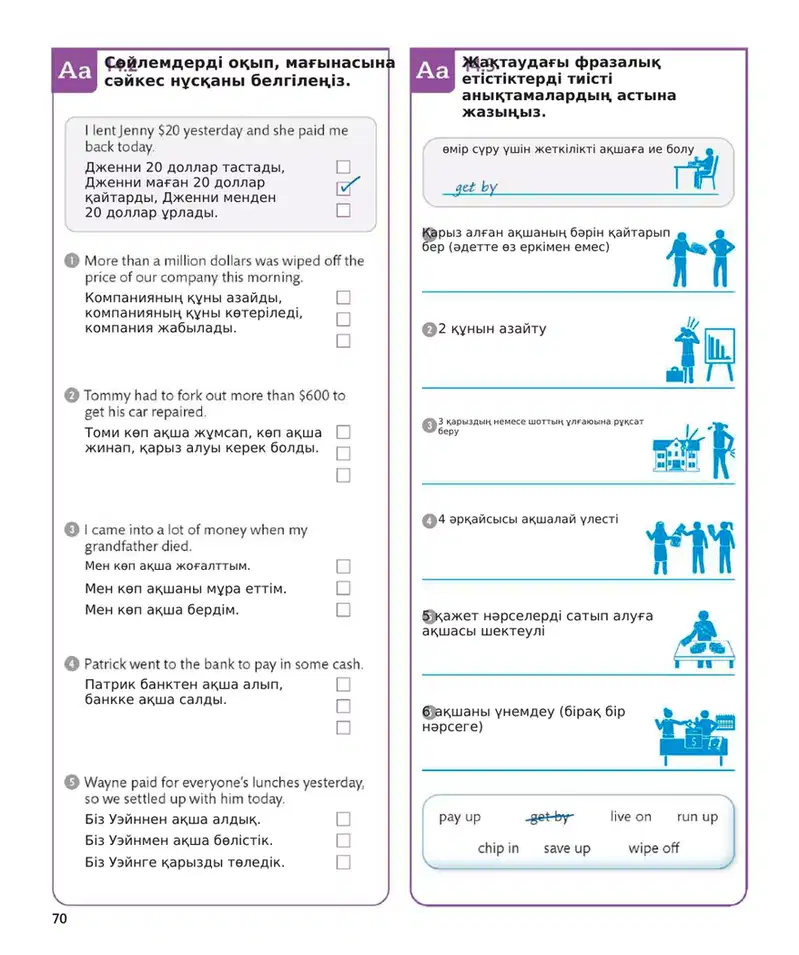 Aa
Сөйлемдерді оқып, мағынасына
сәйкес нұсқаны белгілеңіз.
I lent Jenny $20 yesterday and she paid me
back today.
Дженни 20 доллар тастады,
Дженни маған 20 доллар
қайтарды, Дженни менден
20 доллар ұрлады.
1 More than a million dollars was wiped off the
price of our company this morning.
Компанияның құны азайды,
компанияның құны көтеріледі,
компания жабылады.
2 Tommy had to fork out more than $600 to
get his car repaired.
Томи көп ақша жұмсап, көп ақша
жинап, қарыз алуы керек болды.
3 I came into a lot of money when my
grandfather died.
Мен көп ақша жоғалттым.
Мен көп ақшаны мұра еттім.
Мен көп ақша бердім.
4 Patrick went to the bank to pay in some cash.
Патрик банктен ақша алып,
банкке ақша салды.
5 Wayne paid for everyone's lunches yesterday,
so we settled up with him today.
Біз Уэйннен ақша алдық.
Біз Уэйнмен ақша бөлістік.
Біз Уэйнге қарызды төледік.
Aa
Жақтаудағы фразалық
етістіктерді тиісті
анықтамалардың астына
жазыңыз.
өмір сүру үшін жеткілікті ақшаға ие болу
get by
Қарыз алған ақшаның бәрін қайтарып
бер (әдетте өз еркімен емес)
2 2 құнын азайту
3 3 қарыздың немесе шоттың ұлғаюына рұқсат
беру
4 4 әрқайсысы ақшалай үлесті
5 қажет нәрселерді сатып алуға
ақшасы шектеулі
6 ақшаны үнемдеу (бірақ бір
нәрсеге)
$
pay up get by live on run up
chip in save up wipe off
70